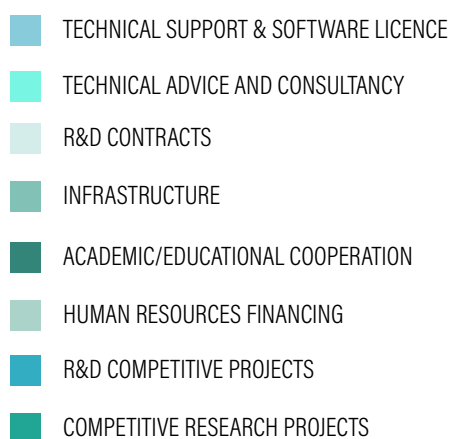 TECHNICAL SUPPORT & SOFTWARE LICENCE
TECHNICAL ADVICE AND CONSULTANCY
R&D CONTRACTS
INFRASTRUCTURE
ACADEMIC/EDUCATIONAL COOPERATION
HUMAN RESOURCES FINANCING
R&D COMPETITIVE PROJECTS
COMPETITIVE RESEARCH PROJECTS